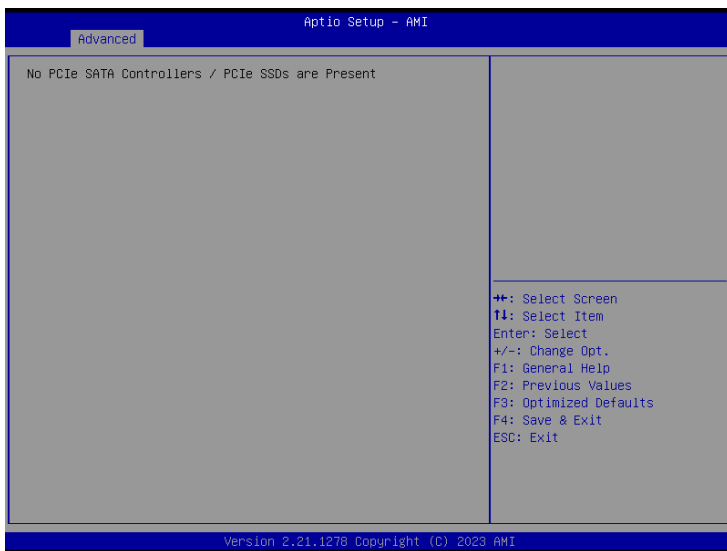 Aptio Setup – AMI
Advanced
No PCIe SATA Controllers / PCIe SSDs are Present
→←: Select Screen
↑↓: Select Item
Enter: Select
+/-: Change Opt.
F1: General Help
F2: Previous Values
F3: Optimized Defaults
F4: Save & Exit
ESC: Exit
Version 2.21.1278 Copyright (C) 2023 AMI